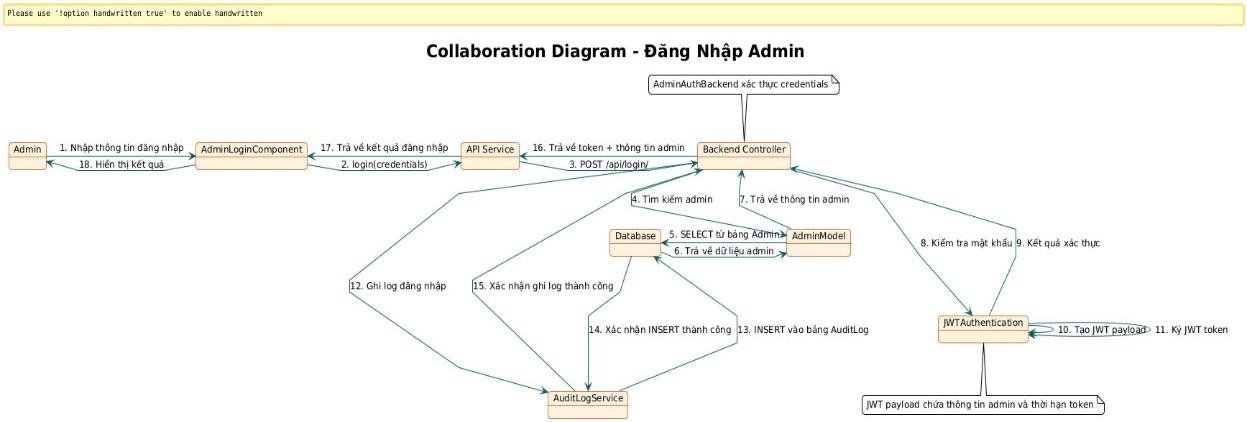 Please use '!option handwritten true' to enable handwritten
Collaboration Diagram - Đăng Nhập Admin
AdminAuthBackend xác thực credentials
Admin
1. Nhập thông tin đăng nhập
18. Hiển thị kết quả
AdminLoginComponent
17. Trả về kết quả đăng nhập
2. login(credentials)
API Service
16. Trả về token + thông tin admin
3. POST /api/login/
Backend Controller
4. Tìm kiếm admin
7. Trả về thông tin admin
Database
5. SELECT từ bảng Admin
6. Trả về dữ liệu admin
AdminModel
8. Kiểm tra mật khẩu
9. Kết quả xác thực
12. Ghi log đăng nhập
15. Xác nhận ghi log thành công
14. Xác nhận INSERT thành công
13. INSERT vào bảng AuditLog
JWTAuthentication
10. Tạo JWT payload
11. Ký JWT token
AuditLogService
JWT payload chứa thông tin admin và thời hạn token